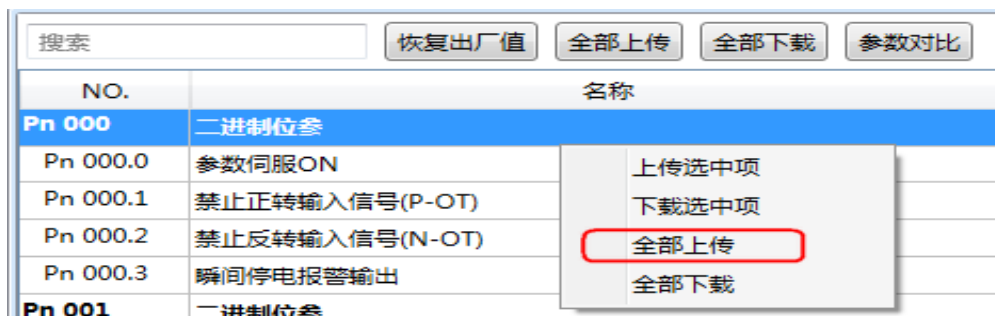 搜索 恢复出厂值 全部上传 全部下载 参数对比
NO. 名称
Pn 000 二进制位参
Pn 000.0 参数伺服ON
Pn 000.1 禁止正转输入信号(P-OT)
Pn 000.2 禁止反转输入信号(N-OT)
Pn 000.3 瞬间停电报警输出
Pn 001 二进制位参
上传选中项
下载选中项
全部上传
全部下载